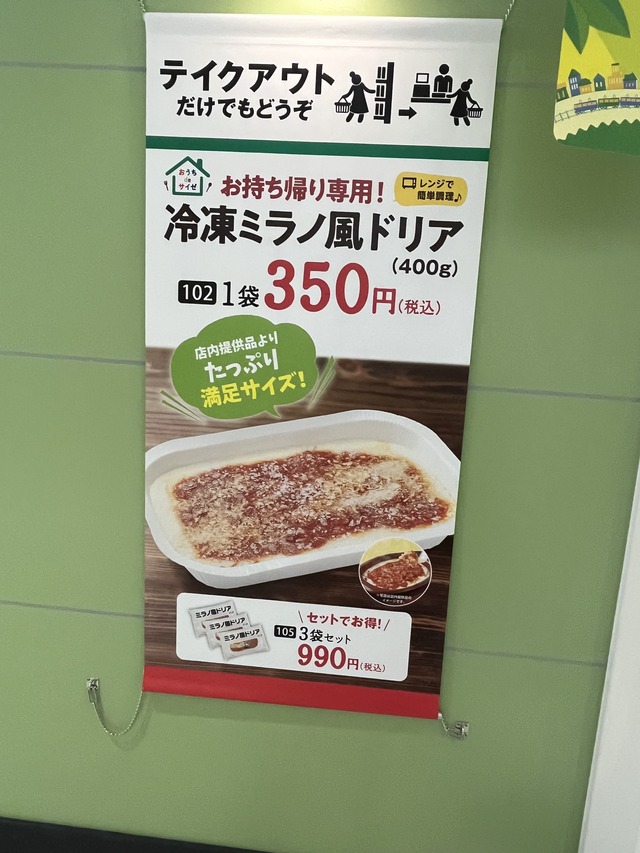 テイクアウト
だけでもどうぞ
おうち
de
サイゼ
お持ち帰り専用!
レンジで
簡単調理♪
冷凍ミラノ風ドリア
(400g)
102 1袋 350円(税込)
店内提供品より
たっぷり
満足サイズ!
ミラノ風ドリア
ミラノ風ドリア
ミラノ風ドリア
セットでお得!
105 3袋セット
990円(税込)